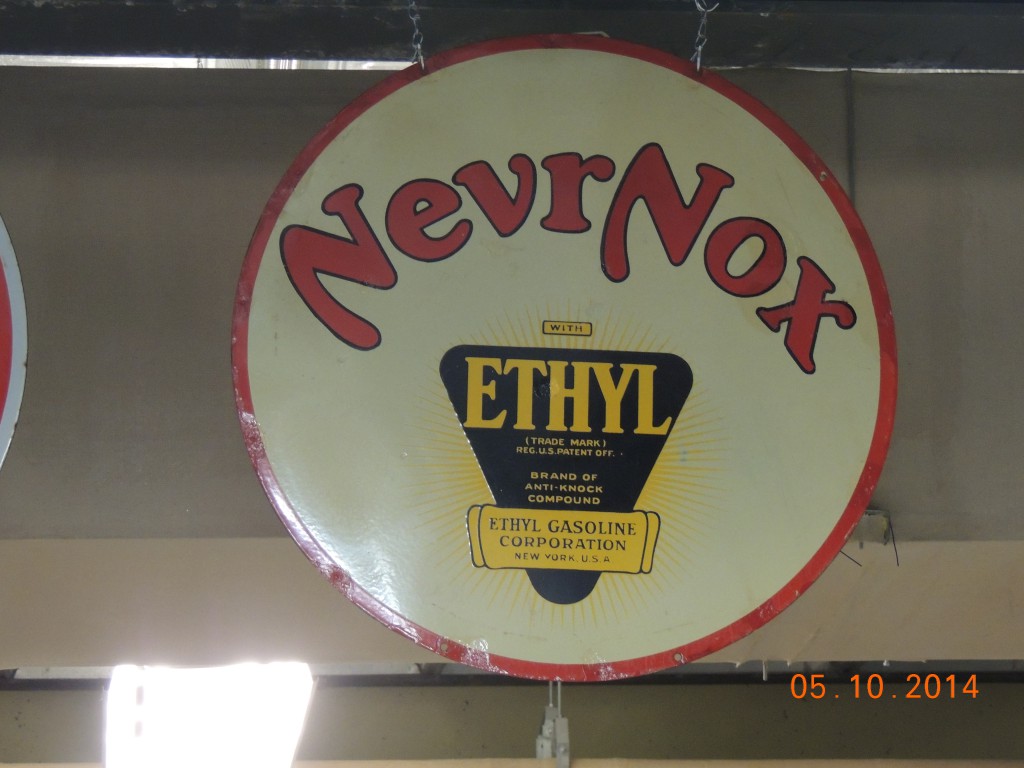 NevrNox
WITH
ETHYL
(TRADE MARK)
REG. U.S. PATENT OFF.
BRAND OF
ANTI-KNOCK
COMPOUND
ETHYL GASOLINE
CORPORATION
NEW YORK, U.S.A
05.10.2014